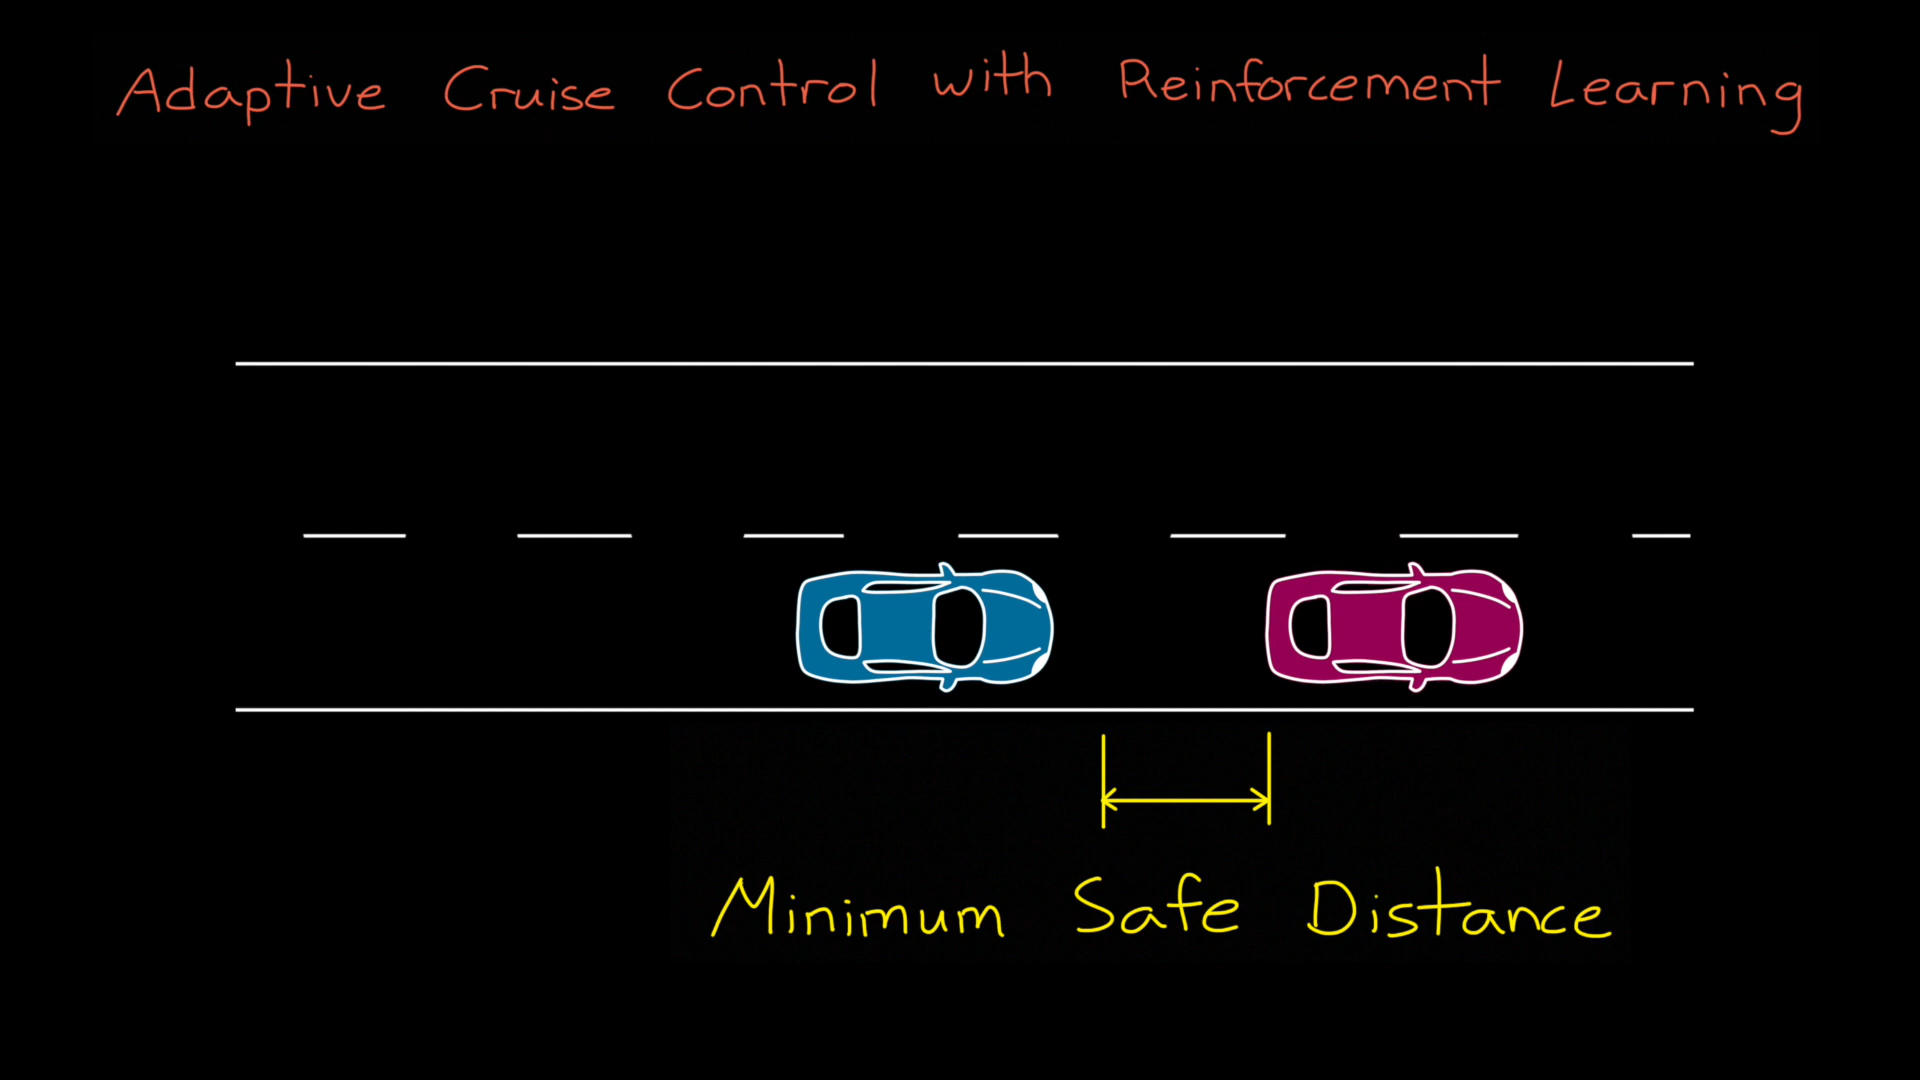 Adaptive Cruise Control with Reinforcement Learning
Minimum Safe Distance